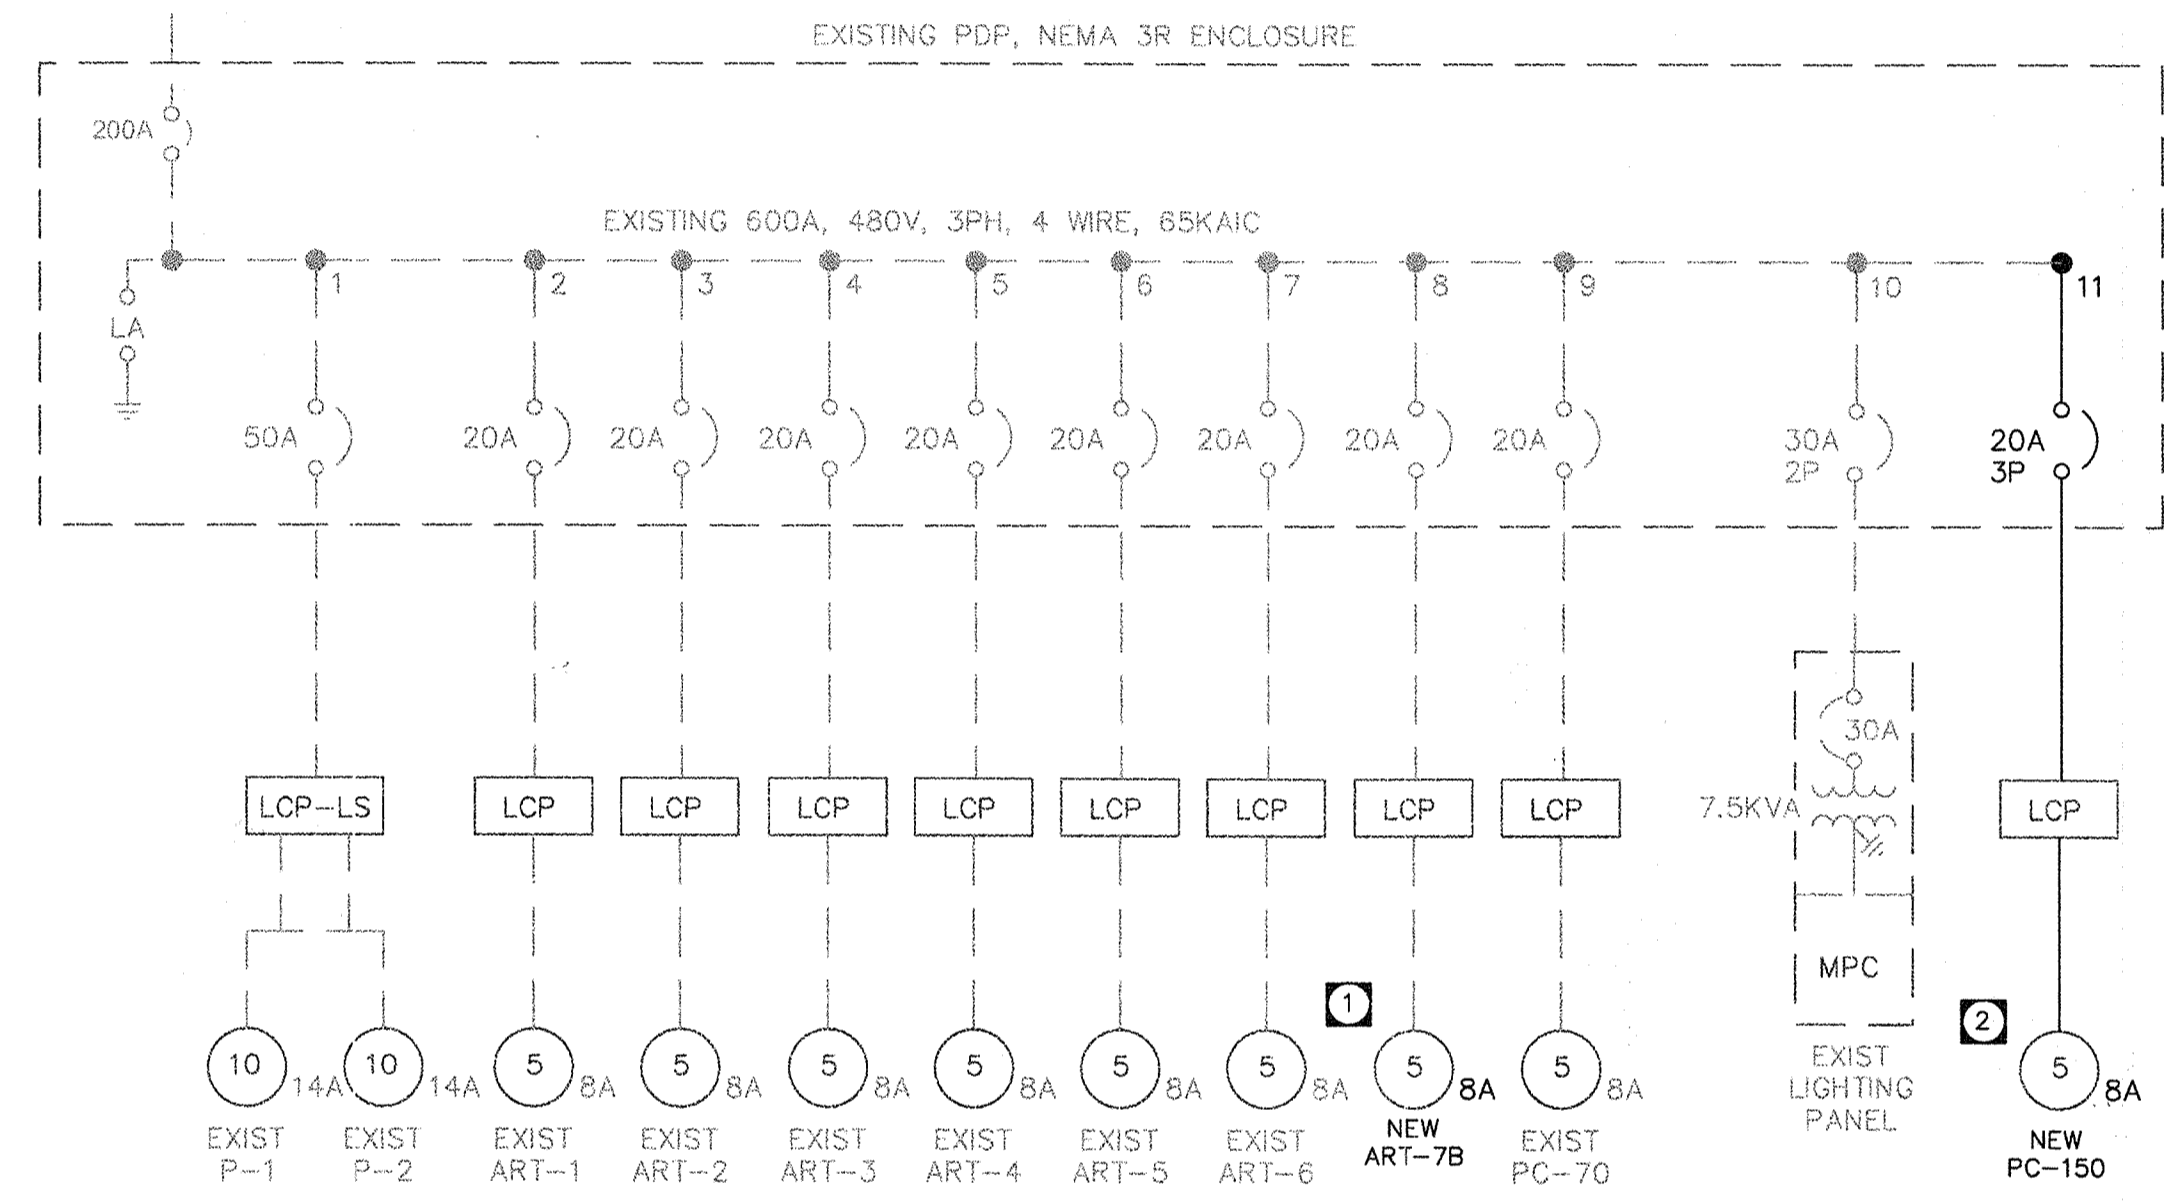 EXISTING PDP, NEMA 3R ENCLOSURE
200A
EXISTING 600A, 480V, 3PH, 4 WIRE, 65KAIC
1 2 3 4 5 6 7 8 9 10 11
LA
50A 20A 20A 20A 20A 20A 20A 20A 20A 30A 20A
2P 3P
30A
LCP-LS LCP LCP LCP LCP LCP LCP LCP LCP 7.5KVA LCP
MPC
1
2
10 14A 10 14A 5 8A 5 8A 5 8A 5 8A 5 8A 5 8A 5 8A 5 8A 5 8A
EXIST
LIGHTING
PANEL
EXIST
P-1
EXIST
P-2
EXIST
ART-1
EXIST
ART-2
EXIST
ART-3
EXIST
ART-4
EXIST
ART-5
EXIST
ART-6
NEW
ART-7B
EXIST
PC-70
NEW
PC-150